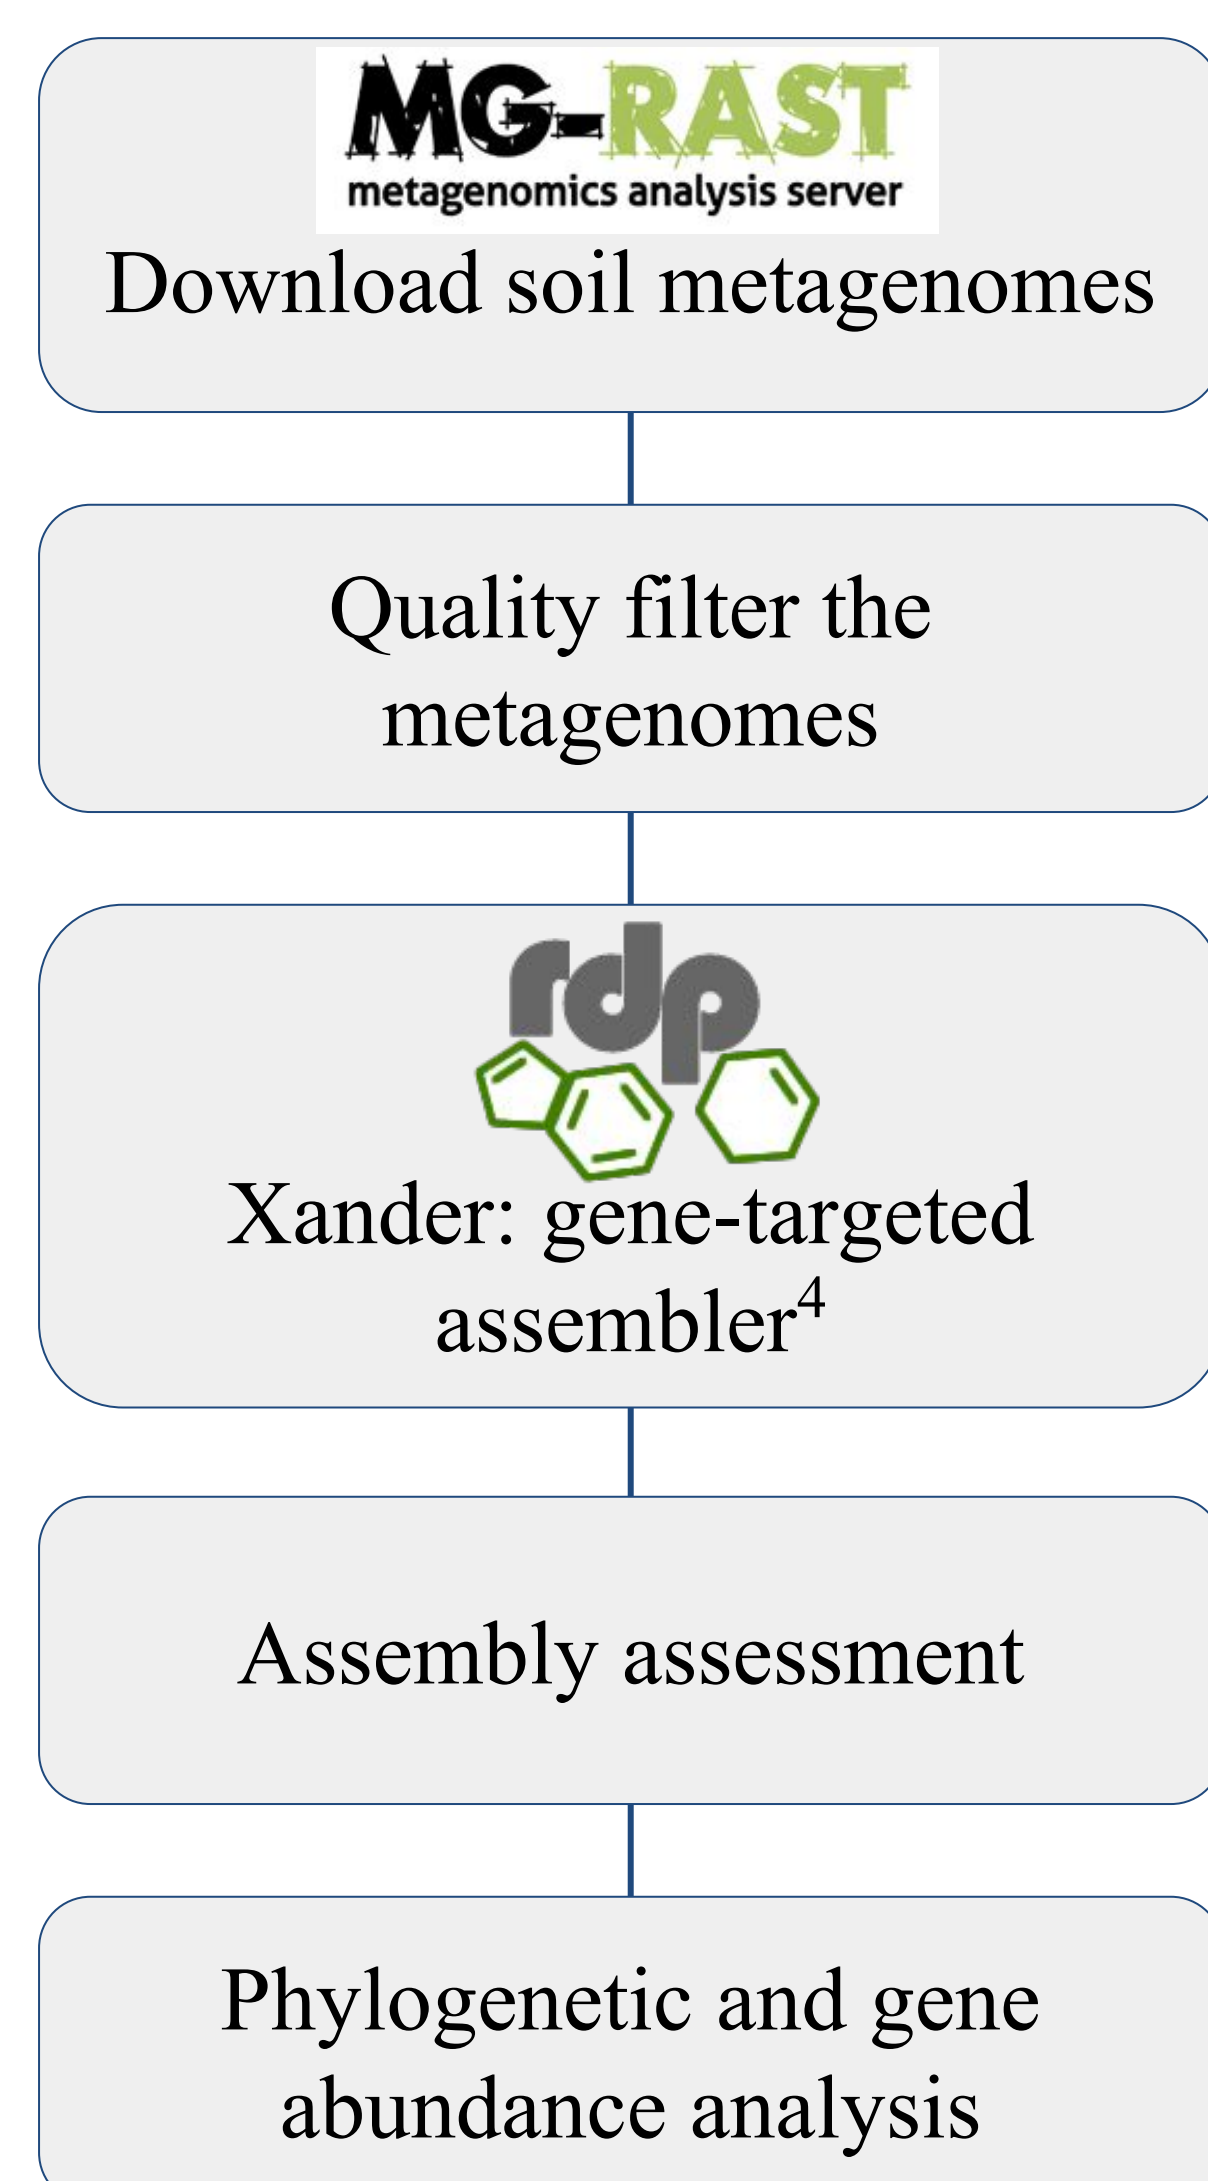 MG-RAST
metagenomics analysis server
Download soil metagenomes
Quality filter the
metagenomes
rdp
Xander: gene-targeted
assembler⁴
Assembly assessment
Phylogenetic and gene
abundance analysis